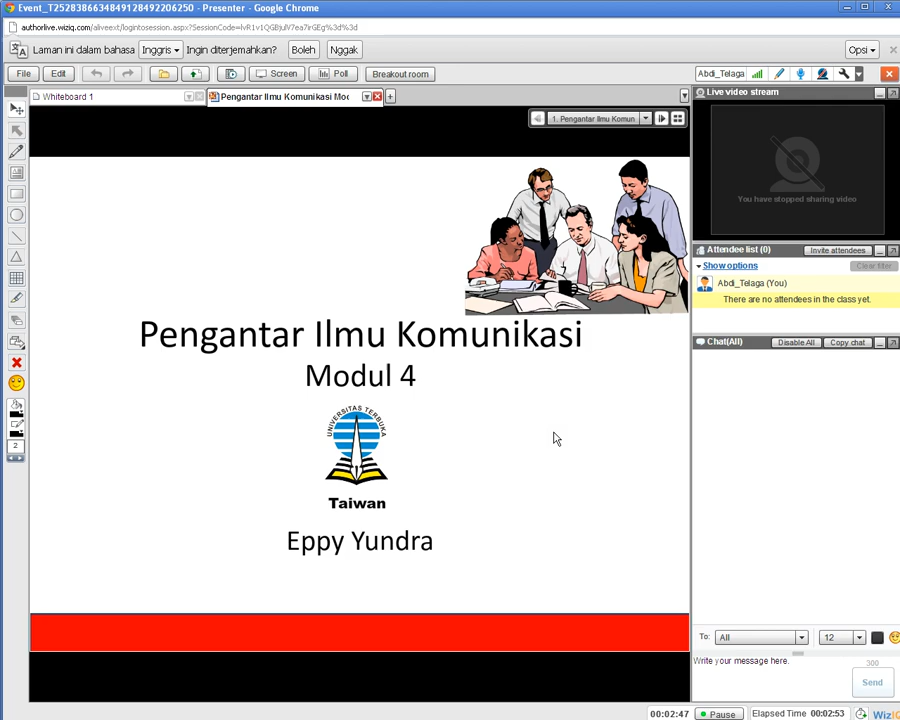 Event_T252838663484912849220​6250 - Presenter - Google Chrome
authorlive.wiziq.com/aliveext/logintosession.aspx?SessionCode=lvR1v1QGBjulV7ea7irGEg%3d%3d
Laman ini dalam bahasa Inggris Ingin diterjemahkan? Boleh Nggak Opsi
File Edit Screen Poll Breakout room Abdi_Telaga
Whiteboard 1 Pengantar Ilmu Komunikasi Moc
Live video stream
1. Pengantar Ilmu Komun
You have stopped sharing video
Attendee list (0) Invite attendees
Show options Clear filter
Abdi_Telaga (You)
There are no attendees in the class yet.
Chat(All) Disable All Copy chat
Pengantar Ilmu Komunikasi
Modul 4
UNIVERSITAS TERBUKA
Taiwan
Eppy Yundra
2
To: All 12
Write your message here. 300
Send
00:02:47 Pause Elapsed Time 00:02:53 WiziQ